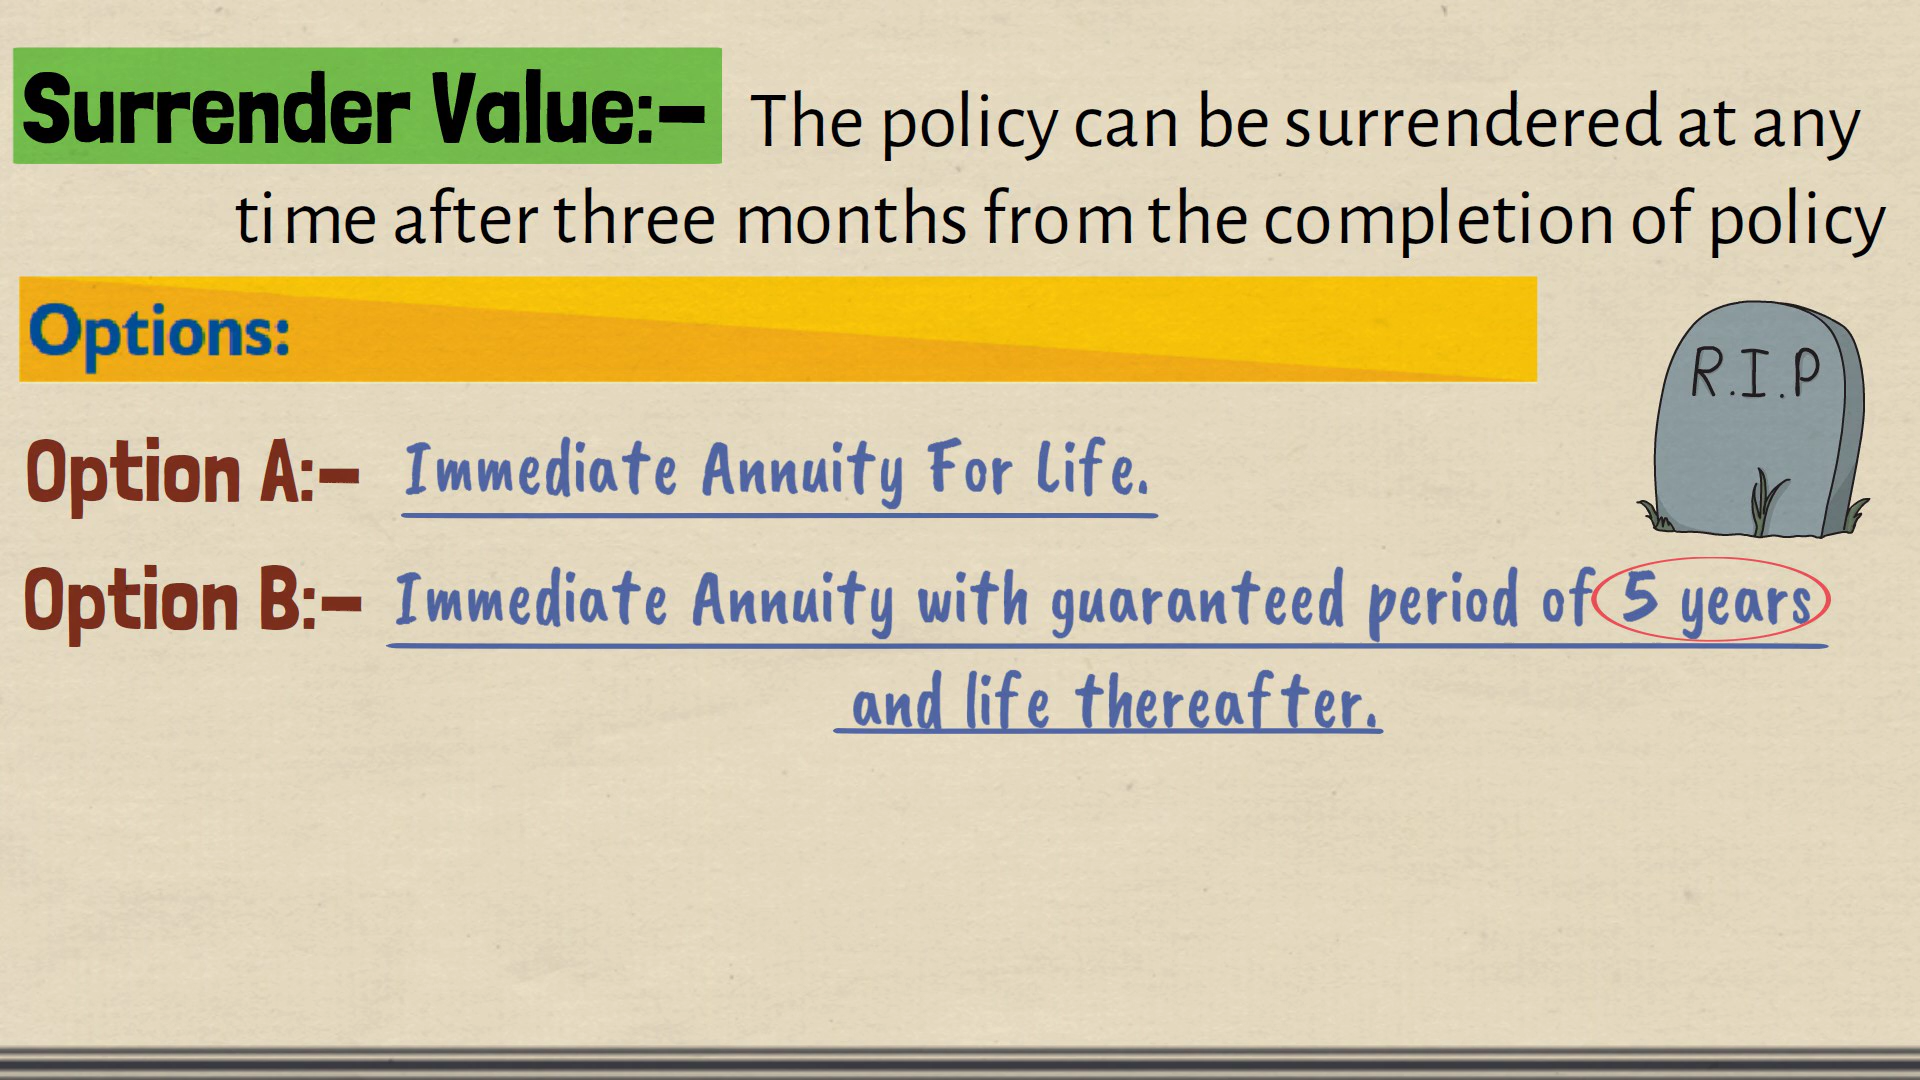 Surrender Value:- The policy can be surrendered at any
time after three months from the completion of policy
Options:
R.I.P
Option A:- Immediate Annuity For Life.
Option B:- Immediate Annuity with guaranteed period of 5 years
and life thereafter.